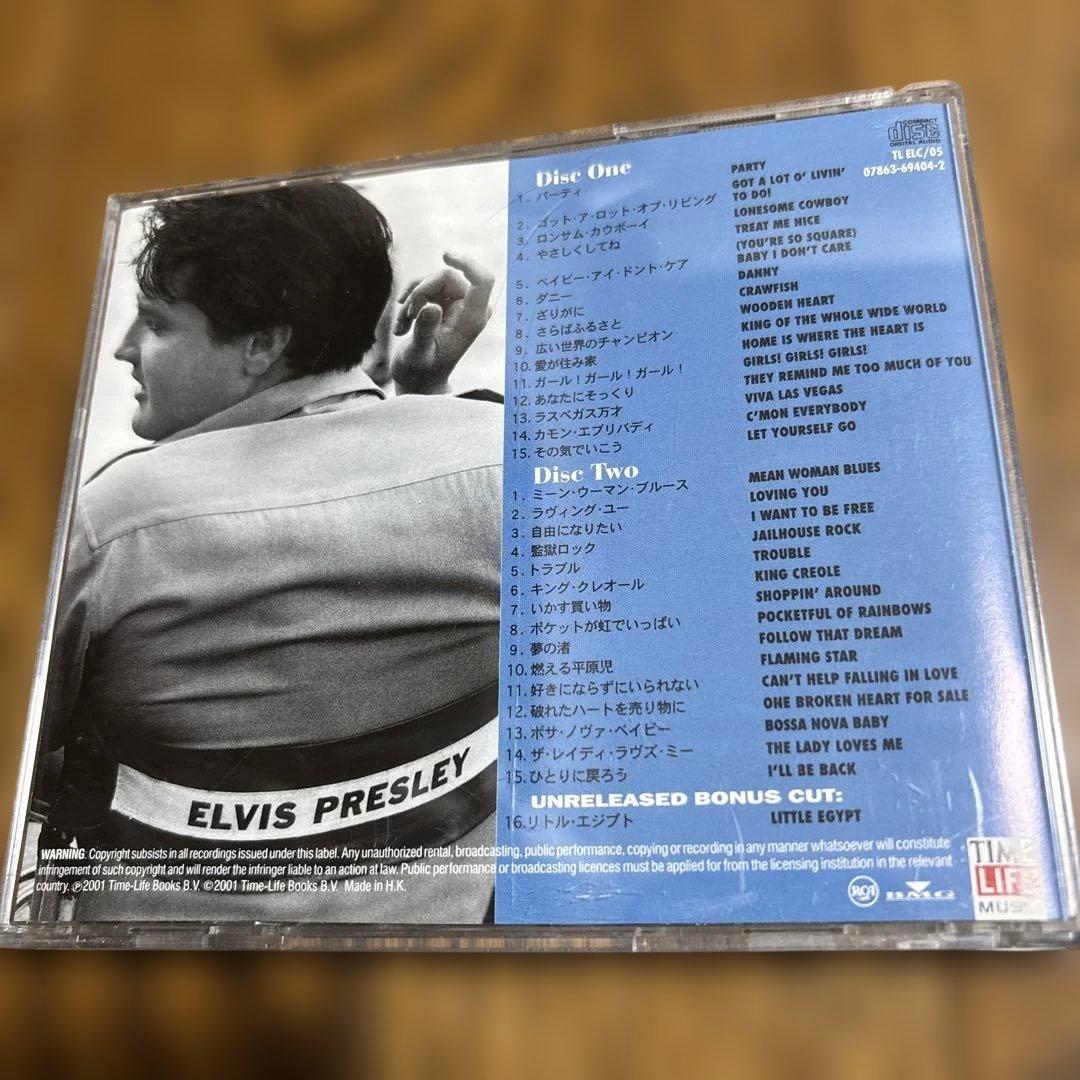 COMPACT
disc
DIGITAL AUDIO
TL ELC/05
07863-69404-2
Disc One
1. パーティ PARTY
2. ゴット・ア・ロット・オブ・リビング GOT A LOT O' LIVIN'
TO DO!
3. ロンサム・カウボーイ LONESOME COWBOY
4. やさしくしてね TREAT ME NICE
(YOU'RE SO SQUARE)
5. ベイビー・アイ・ドント・ケア BABY I DON'T CARE
6. ダニー DANNY
7. ざりがに CRAWFISH
8. さらばふるさと WOODEN HEART
9. 広い世界のチャンピオン KING OF THE WHOLE WIDE WORLD
10. 愛が住み家 HOME IS WHERE THE HEART IS
11. ガール!ガール!ガール! GIRLS! GIRLS! GIRLS!
12. あなたにそっくり THEY REMIND ME TOO MUCH OF YOU
13. ラスベガス万才 VIVA LAS VEGAS
14. カモン・エブリバディ C'MON EVERYBODY
15. その気でいこう LET YOURSELF GO
Disc Two
1. ミーン・ウーマン・ブルース MEAN WOMAN BLUES
2. ラヴィング・ユー LOVING YOU
3. 自由になりたい I WANT TO BE FREE
4. 監獄ロック JAILHOUSE ROCK
5. トラブル TROUBLE
6. キング・クレオール KING CREOLE
7. いかす買い物 SHOPPIN' AROUND
8. ポケットが虹でいっぱい POCKETFUL OF RAINBOWS
9. 夢の渚 FOLLOW THAT DREAM
10. 燃える平原児 FLAMING STAR
11. 好きにならずにいられない CAN'T HELP FALLING IN LOVE
12. 破れたハートを売り物に ONE BROKEN HEART FOR SALE
13. ボサ・ノヴァ・ベイビー BOSSA NOVA BABY
14. ザ・レイディ・ラヴズ・ミー THE LADY LOVES ME
15. ひとりに戻ろう I'LL BE BACK
UNRELEASED BONUS CUT:
16. リトル・エジプト LITTLE EGYPT
ELVIS PRESLEY
WARNING: Copyright subsists in all recordings issued under this label. Any unauthorized rental, broadcasting, public performance, copying or recording in any manner whatsoever will constitute
infringement of such copyright and will render the infringer liable to an action at law. Public performance or broadcasting licences must be applied for from the licensing institution in the relevant
country. ℗2001 Time-Life Books B.V. ©2001 Time-Life Books B.V. Made in H.K.
RCA
BMG
TIME
LIFE
MUSIC